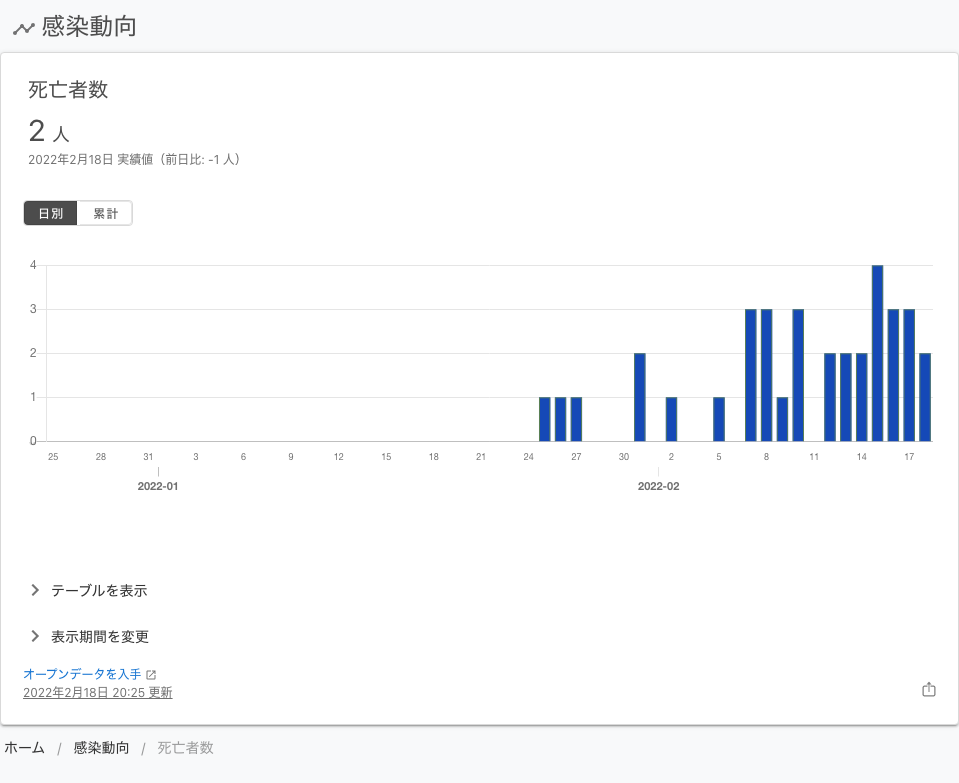 感染動向
死亡者数
2 人
2022年2月18日 実績値（前日比: -1 人）
日別 累計
4
3
2
1
0
25 28 31 3 6 9 12 15 18 21 24 27 30 2 5 8 11 14 17
2022-01 2022-02
テーブルを表示
表示期間を変更
オープンデータを入手
2022年2月18日 20:25 更新
ホーム / 感染動向 / 死亡者数